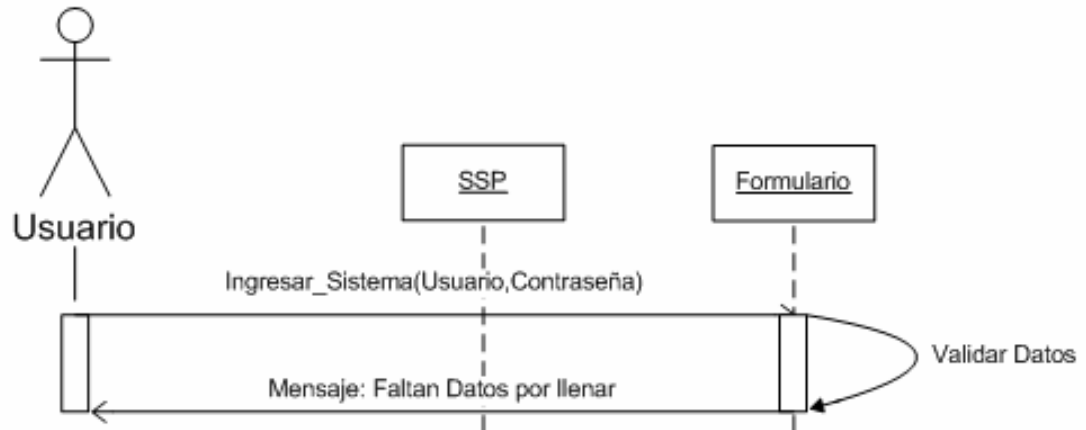 SSP
Formulario
Usuario
Ingresar_Sistema(Usuario,Contraseña)
Validar Datos
Mensaje: Faltan Datos por llenar